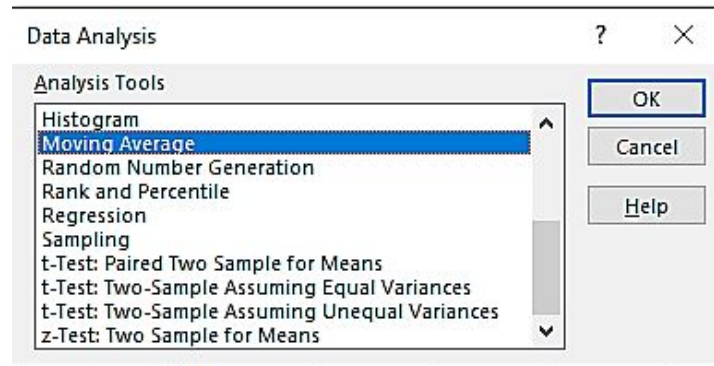 Data Analysis ? ×
Analysis Tools
Histogram
Moving Average
Random Number Generation
Rank and Percentile
Regression
Sampling
t-Test: Paired Two Sample for Means
t-Test: Two-Sample Assuming Equal Variances
t-Test: Two-Sample Assuming Unequal Variances
z-Test: Two Sample for Means
OK
Cancel
Help